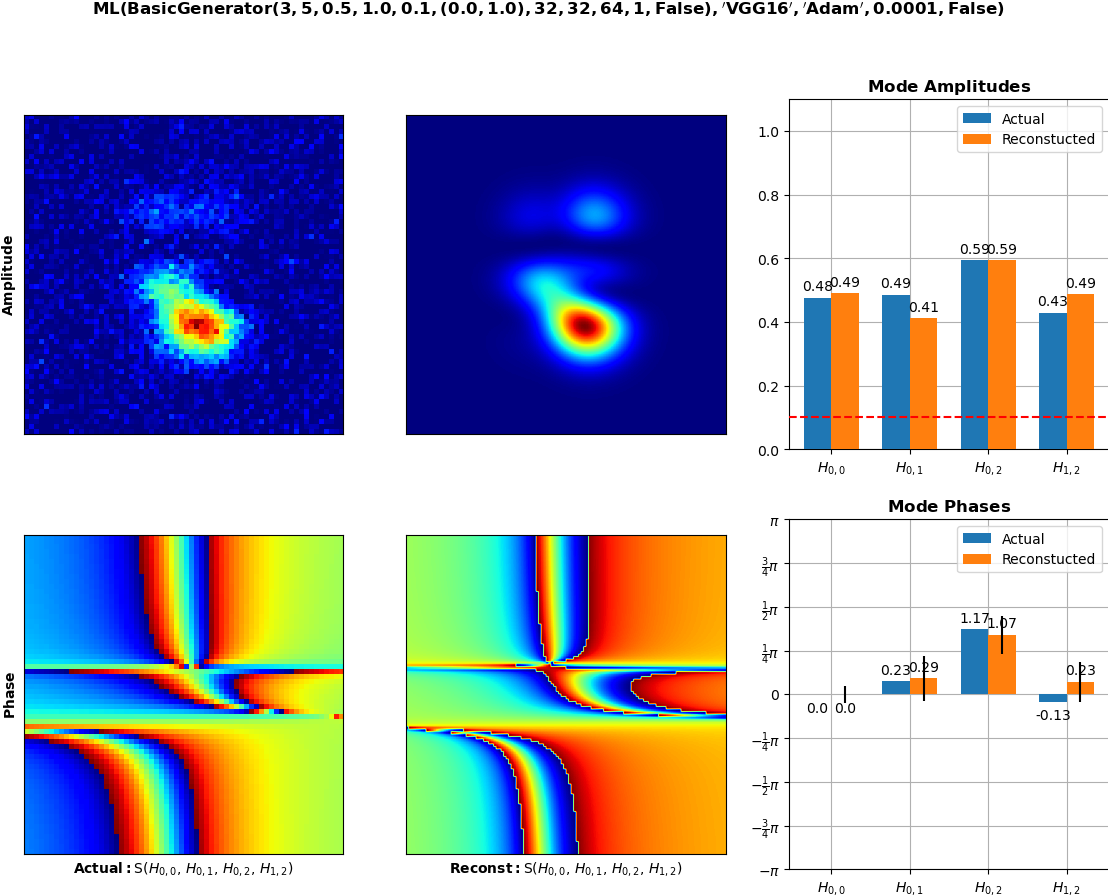 ML(BasicGenerator(3, 5, 0.5, 1.0, 0.1, (0.0, 1.0), 32, 32, 64, 1, False), ′VGG16′, ′Adam′, 0.0001, False)
Amplitude
Mode Amplitudes
Actual
Reconstucted
1.0
0.8
0.6
0.4
0.2
0.0
0.48 0.49 0.49 0.41 0.59 0.59 0.43 0.49
H0,0 H0,1 H0,2 H1,2
Phase
Actual: S(H0,0, H0,1, H0,2, H1,2)
Reconst: S(H0,0, H0,1, H0,2, H1,2)
Mode Phases
Actual
Reconstucted
π
3/4π
1/2π
1/4π
0
−1/4π
−1/2π
−3/4π
−π
0.0 0.0 0.23 0.29 1.17 1.07 -0.13 0.23
H0,0 H0,1 H0,2 H1,2